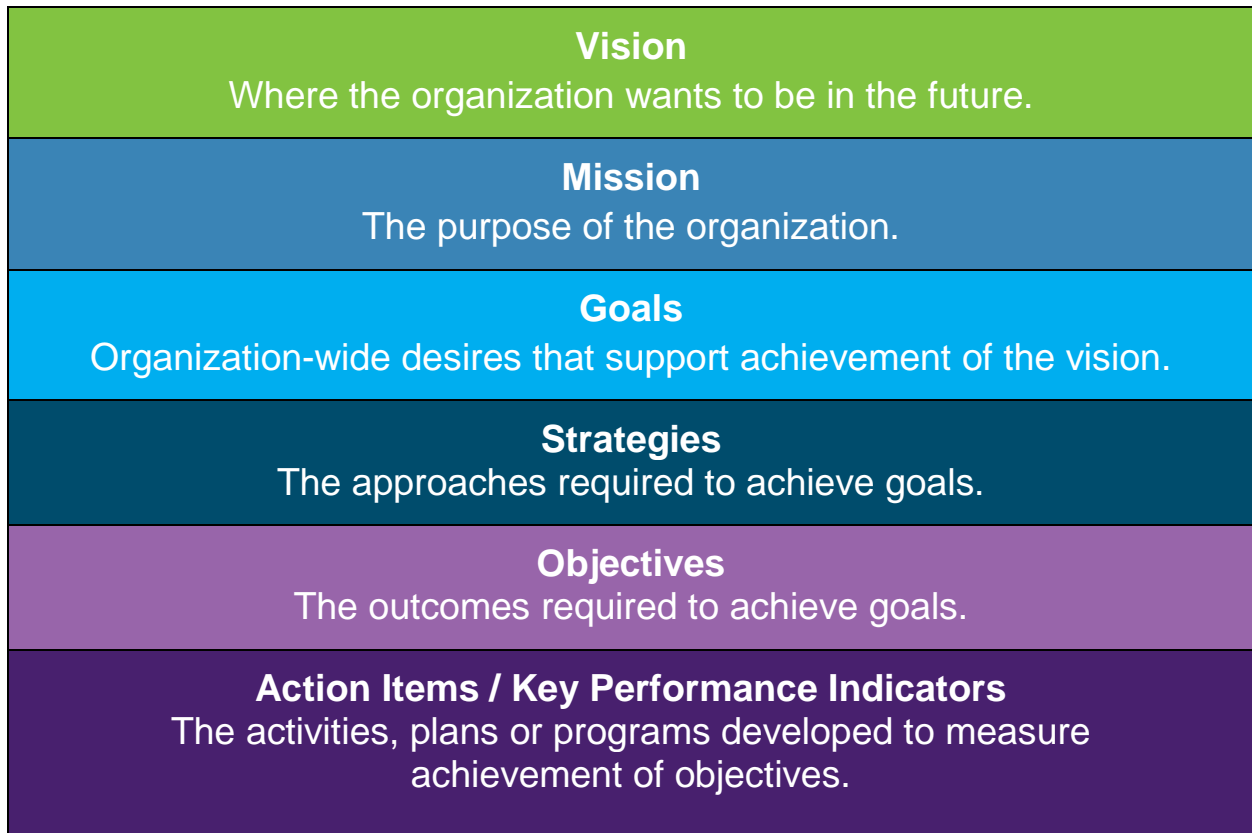 Vision
Where the organization wants to be in the future.
Mission
The purpose of the organization.
Goals
Organization-wide desires that support achievement of the vision.
Strategies
The approaches required to achieve goals.
Objectives
The outcomes required to achieve goals.
Action Items / Key Performance Indicators
The activities, plans or programs developed to measure
achievement of objectives.